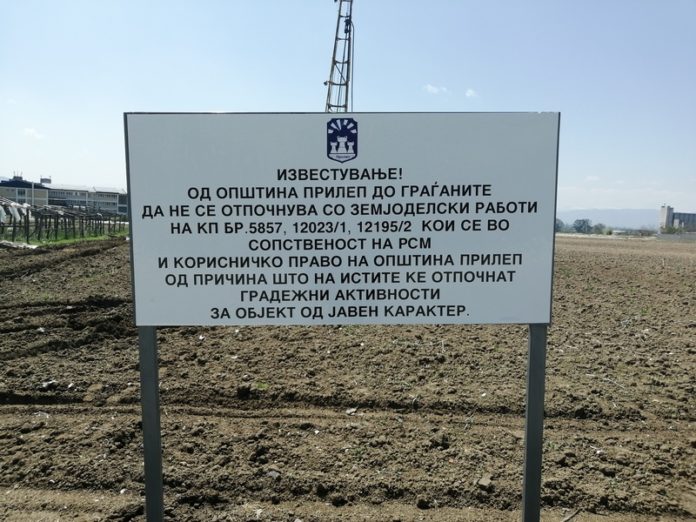 ИЗВЕСТУВАЊЕ!
ОД ОПШТИНА ПРИЛЕП ДО ГРАЃАНИТЕ
ДА НЕ СЕ ОТПОЧНУВА СО ЗЕМЈОДЕЛСКИ РАБОТИ
НА КП БР.5857, 12023/1, 12195/2 КОИ СЕ ВО
СОПСТВЕНОСТ НА РСМ
И КОРИСНИЧКО ПРАВО НА ОПШТИНА ПРИЛЕП
ОД ПРИЧИНА ШТО НА ИСТИТЕ КЕ ОТПОЧНАТ
ГРАДЕЖНИ АКТИВНОСТИ
ЗА ОБЈЕКТ ОД ЈАВЕН КАРАКТЕР.